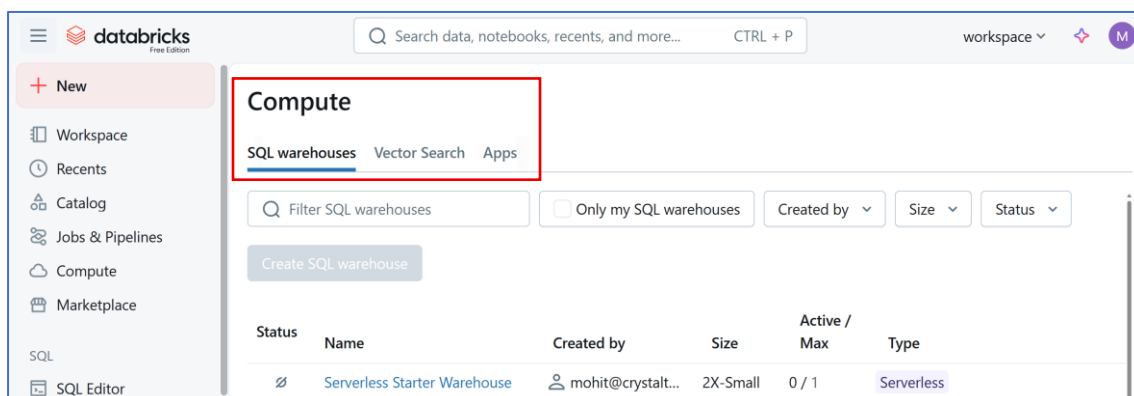 databricks
Free Edition
Search data, notebooks, recents, and more... CTRL + P
workspace
M
New
Workspace
Recents
Catalog
Jobs & Pipelines
Compute
Marketplace
SQL
SQL Editor
Compute
SQL warehouses Vector Search Apps
Filter SQL warehouses Only my SQL warehouses Created by Size Status
Create SQL warehouse
Status Name Created by Size Active / Max Type
Serverless Starter Warehouse mohit@crystalt... 2X-Small 0 / 1 Serverless